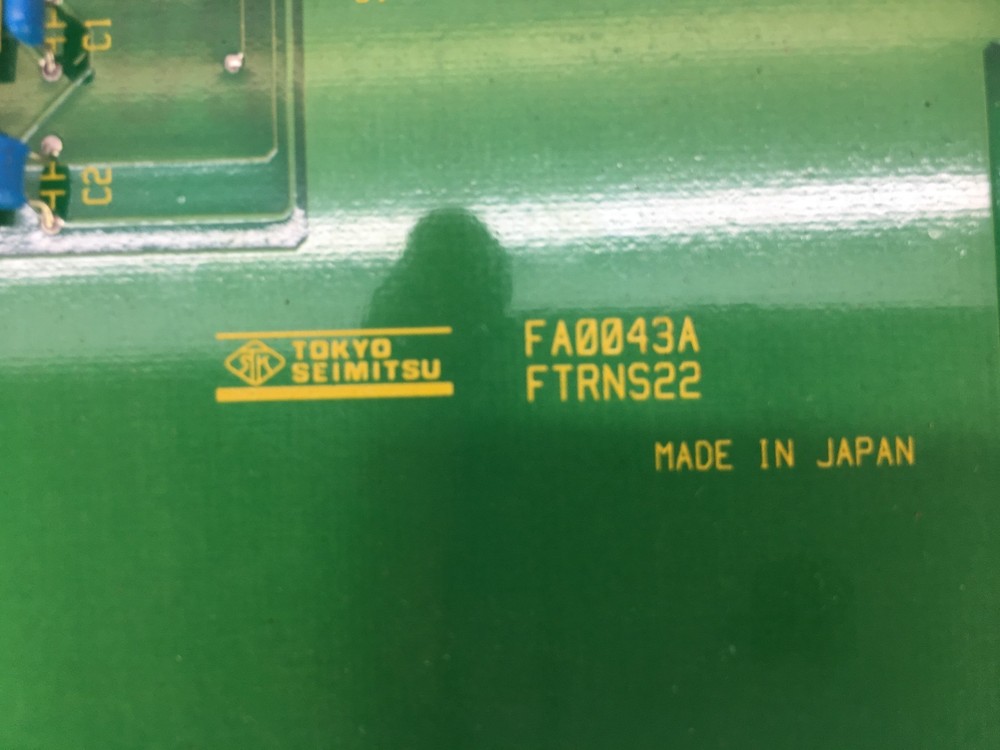 C1
C2
TOKYO
SEIMITSU
FA0043A
FTRNS22
MADE IN JAPAN